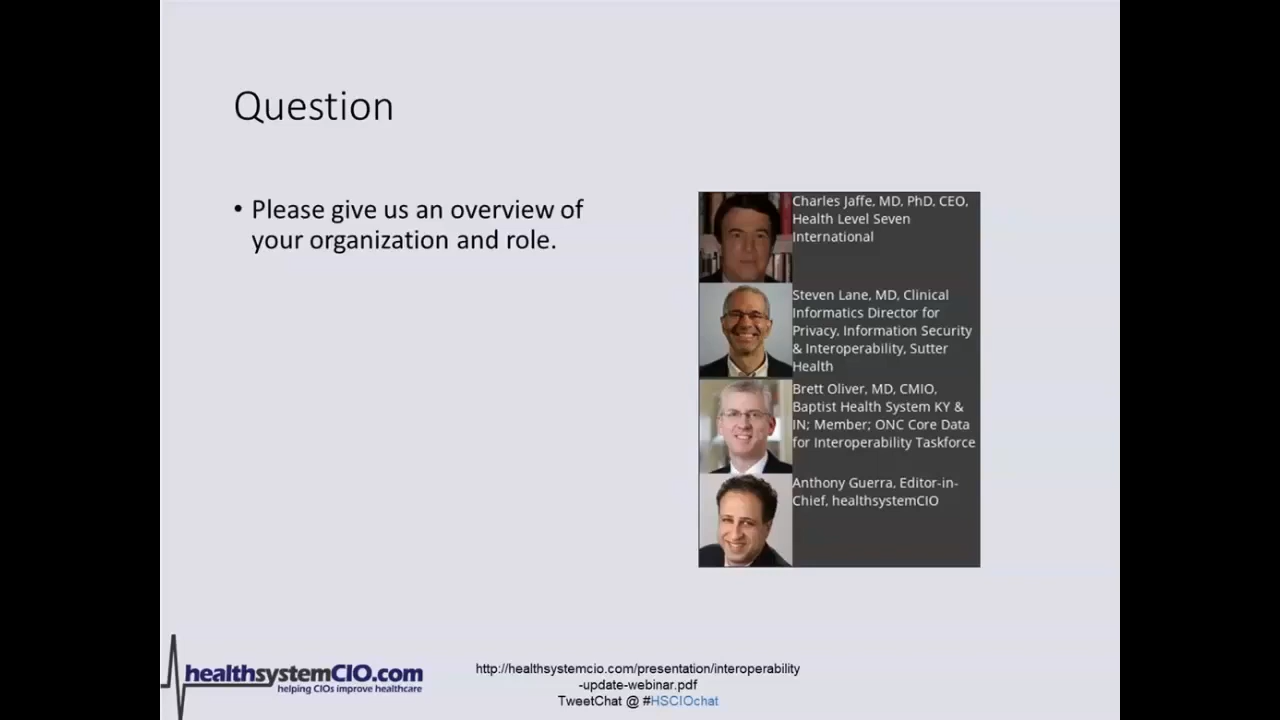 Question
• Please give us an overview of
your organization and role.
Charles Jaffe, MD, PhD, CEO,
Health Level Seven
International
Steven Lane, MD, Clinical
Informatics Director for
Privacy, Information Security
& Interoperability, Sutter
Health
Brett Oliver, MD, CMIO,
Baptist Health System KY &
IN; Member; ONC Core Data
for Interoperability Taskforce
Anthony Guerra, Editor-in-
Chief, healthsystemCIO
healthsystemCIO.com
helping CIOs improve healthcare
http://healthsystemcio.com/presentation/interoperability
-update-webinar.pdf
TweetChat @ #HSCIOchat